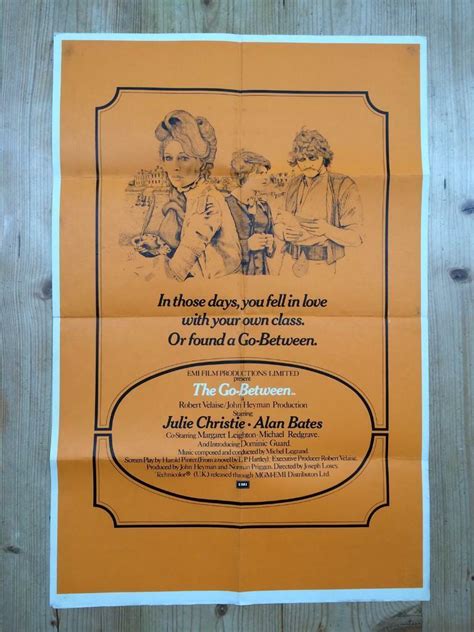 In those days, you fell in love
with your own class.
Or found a Go-Between.
EMI FILM PRODUCTIONS LIMITED
present
The Go-Between
A
Robert Velaise/John Heyman Production
Starring
Julie Christie · Alan Bates
Co-Starring Margaret Leighton · Michael Redgrave.
And Introducing Dominic Guard.
Music composed and conducted by Michel Legrand.
Screen Play by Harold Pinter (From a novel by L.P. Hartley). Executive Producer Robert Velaise.
Produced by John Heyman and Norman Priggen. Directed by Joseph Losey.
Technicolor® (U.K.) released through MGM-EMI Distributors Ltd.
EMI